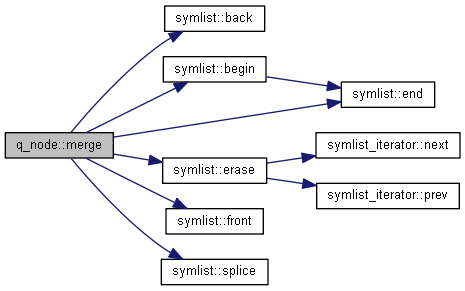 symlist::back
symlist::begin
symlist::end
q_node::merge
symlist_iterator::next
symlist::erase
symlist_iterator::prev
symlist::front
symlist::splice